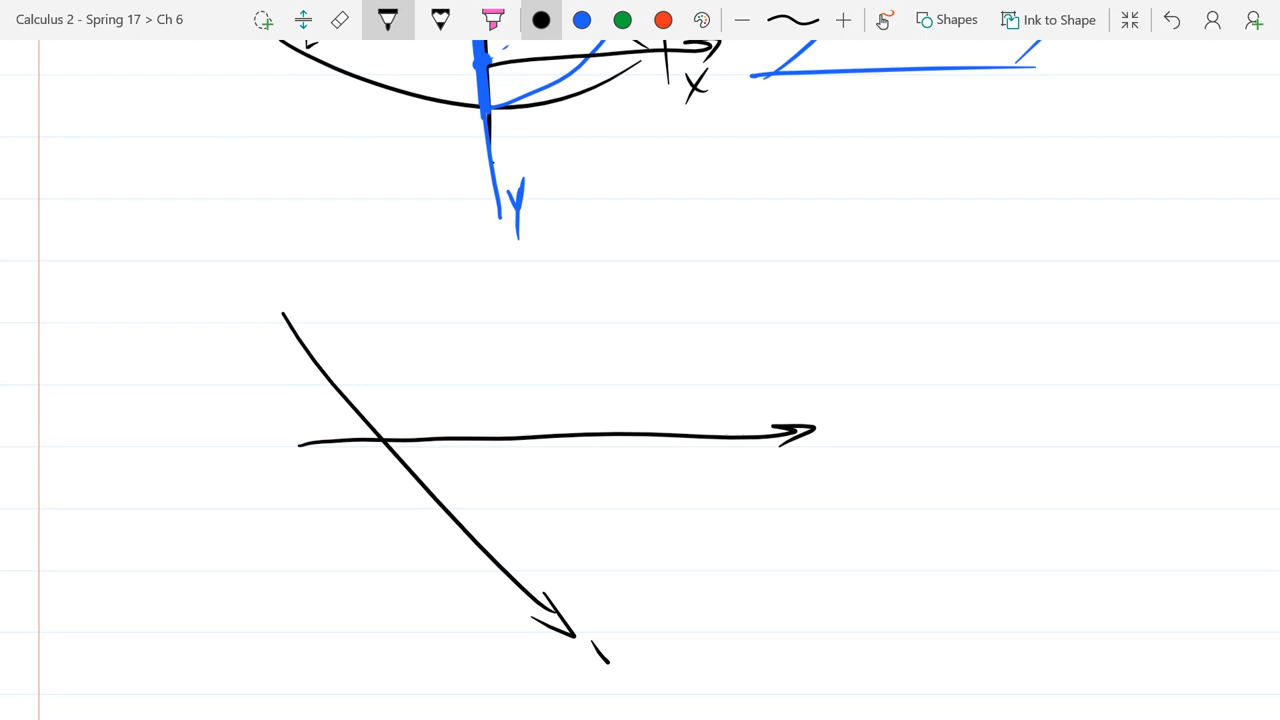 Calculus 2 - Spring 17 > Ch 6
Shapes
Ink to Shape
x
y